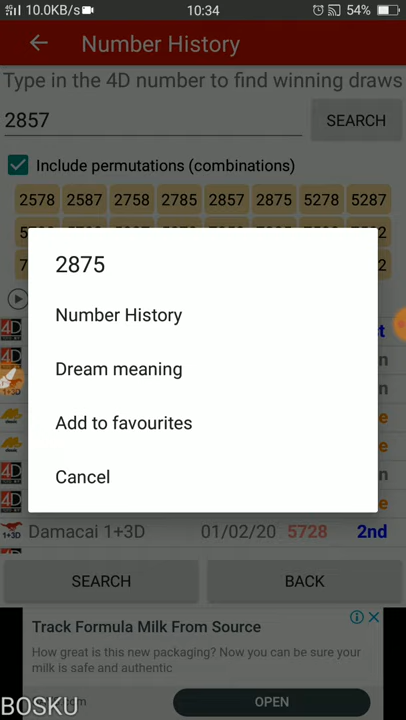 10.0KB/s 10:34 54%
Number History
Type in the 4D number to find winning draws
2857 SEARCH
Include permutations (combinations)
2578 2587 2758 2785 2857 2875 5278 5287
2875
Number History
Dream meaning
Add to favourites
Cancel
Damacai 1+3D 01/02/20 5728 2nd
SEARCH BACK
Track Formula Milk From Source
How great is this new packaging? Now you can be sure your
milk is safe and authentic
OPEN
BOSKU